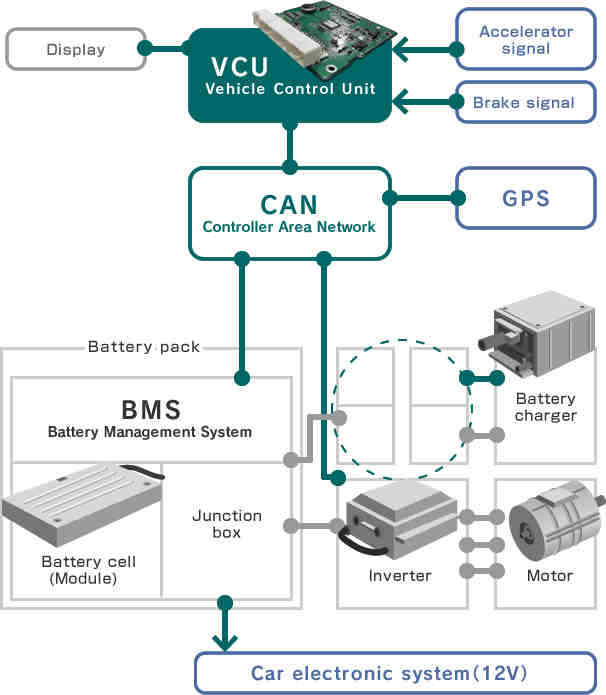 Display
VCU
Vehicle Control Unit
Accelerator
signal
Brake signal
CAN
Controller Area Network
GPS
Battery pack
BMS
Battery Management System
Battery
charger
Battery cell
(Module)
Junction
box
Inverter
Motor
Car electronic system(12V)